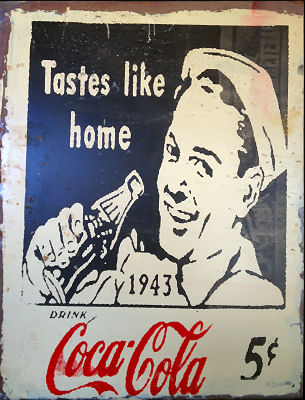 Tastes like
home
1943
DRINK
Coca-Cola
5¢